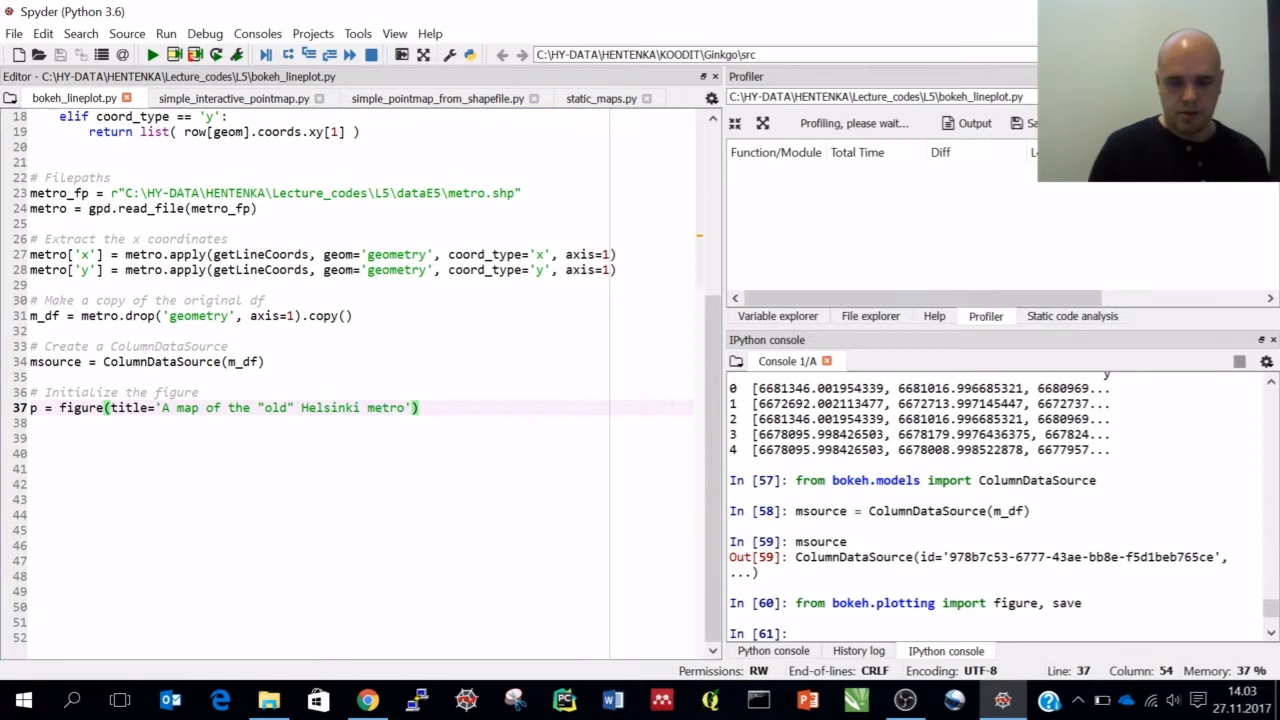 Spyder (Python 3.6)
File Edit Search Source Run Debug Consoles Projects Tools View Help
C:\HY-DATA\HENTENKA\KOODIT\Ginkgo\src
Editor - C:\HY-DATA\HENTENKA\Lecture_codes\L5\bokeh_lineplot.py
bokeh_lineplot.py simple_interactive_pointmap.py simple_pointmap_from_shapefile.py static_maps.py
18 elif coord_type == 'y':
19 return list( row[geom].coords.xy[1] )
20
21
22 # Filepaths
23 metro_fp = r"C:\HY-DATA\HENTENKA\Lecture_codes\L5\dataE5\metro.shp"
24 metro = gpd.read_file(metro_fp)
25
26 # Extract the x coordinates
27 metro['x'] = metro.apply(getLineCoords, geom='geometry', coord_type='x', axis=1)
28 metro['y'] = metro.apply(getLineCoords, geom='geometry', coord_type='y', axis=1)
29
30 # Make a copy of the original df
31 m_df = metro.drop('geometry', axis=1).copy()
32
33 # Create a ColumnDataSource
34 msource = ColumnDataSource(m_df)
35
36 # Initialize the figure
37 p = figure(title='A map of the "old" Helsinki metro')
38
39
40
41
42
43
44
45
46
47
48
49
50
51
52
Profiler
C:\HY-DATA\HENTENKA\Lecture_codes\L5\bokeh_lineplot.py
Profiling, please wait... Output Sa
Function/Module Total Time Diff L
Variable explorer File explorer Help Profiler Static code analysis
IPython console
Console 1/A
y
0 [6681346.001954339, 6681016.996685321, 6680969...
1 [6672692.002113477, 6672713.997145447, 6672737...
2 [6681346.001954339, 6681016.996685321, 6680969...
3 [6678095.998426503, 6678179.9976436375, 667824...
4 [6678095.998426503, 6678008.998522878, 6677957...
In [57]: from bokeh.models import ColumnDataSource
In [58]: msource = ColumnDataSource(m_df)
In [59]: msource
Out[59]: ColumnDataSource(id='978b7c53-6777-43ae-bb8e-f5d1beb765ce',
...)
In [60]: from bokeh.plotting import figure, save
In [61]:
Python console History log IPython console
Permissions: RW End-of-lines: CRLF Encoding: UTF-8 Line: 37 Column: 54 Memory: 37 %
14.03
27.11.2017